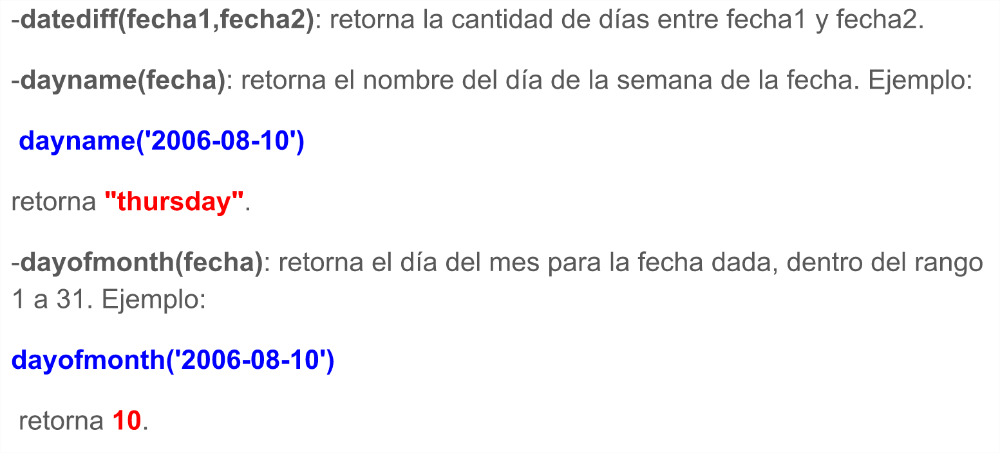 -datediff(fecha1,fecha2): retorna la cantidad de días entre fecha1 y fecha2.
-dayname(fecha): retorna el nombre del día de la semana de la fecha. Ejemplo:
dayname('2006-08-10')
retorna "thursday".
-dayofmonth(fecha): retorna el día del mes para la fecha dada, dentro del rango
1 a 31. Ejemplo:
dayofmonth('2006-08-10')
retorna 10.